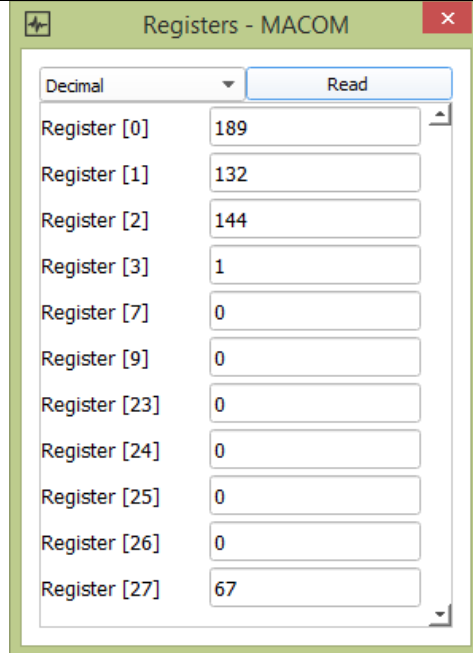 Registers - MACOM
Decimal Read
Register [0] 189
Register [1] 132
Register [2] 144
Register [3] 1
Register [7] 0
Register [9] 0
Register [23] 0
Register [24] 0
Register [25] 0
Register [26] 0
Register [27] 67